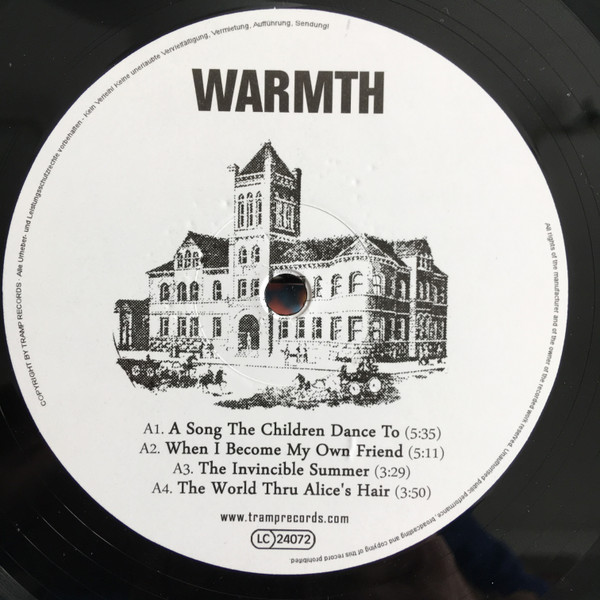 WARMTH
A1. A Song The Children Dance To (5:35)
A2. When I Become My Own Friend (5:11)
A3. The Invincible Summer (3:29)
A4. The World Thru Alice's Hair (3:50)
www.tramprecords.com
LC 24072
COPYRIGHT BY TRAMP RECORDS · Alle Urheber- und Leistungsschutzrechte vorbehalten - Kein Verleih! Keine unerlaubte Vervielfältigung, Vermietung, Aufführung, Sendung!
All rights of the manufacturer and of the owner of the recorded work reserved. Unauthorised public performance, broadcasting and copying of this record prohibited.